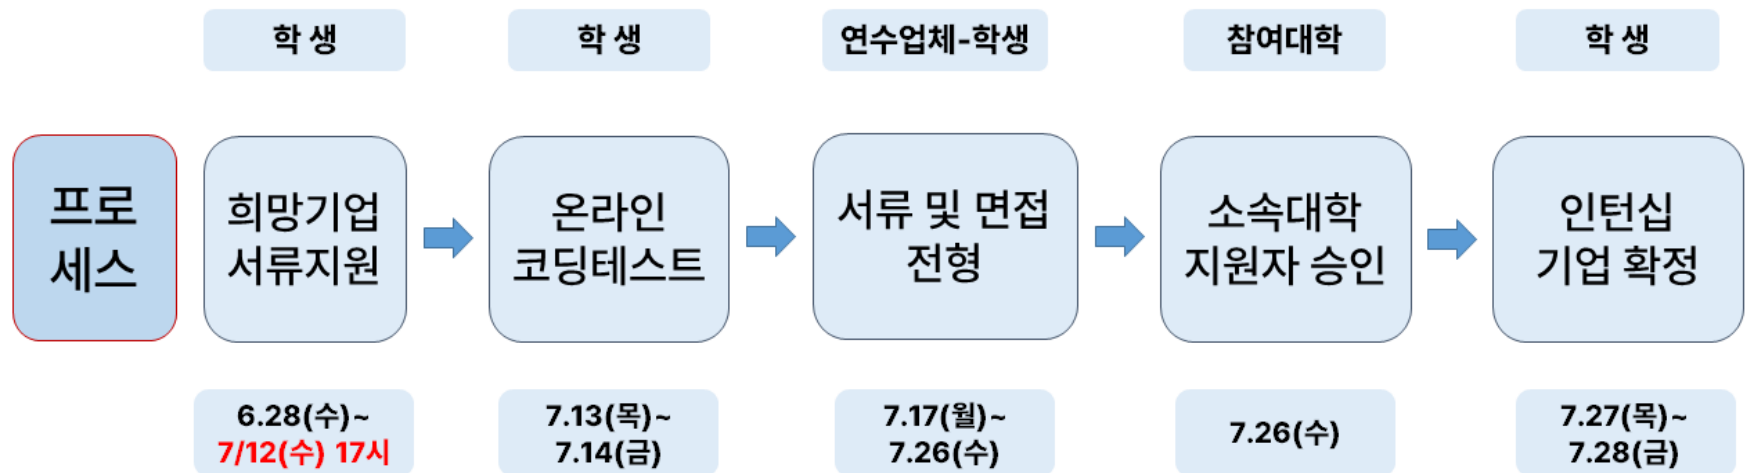 학 생
학 생
연수업체-학생
참여대학
학 생
프로
세스
희망기업
서류지원
온라인
코딩테스트
서류 및 면접
전형
소속대학
지원자 승인
인턴십
기업 확정
6.28(수)~
7/12(수) 17시
7.13(목)~
7.14(금)
7.17(월)~
7.26(수)
7.26(수)
7.27(목)~
7.28(금)